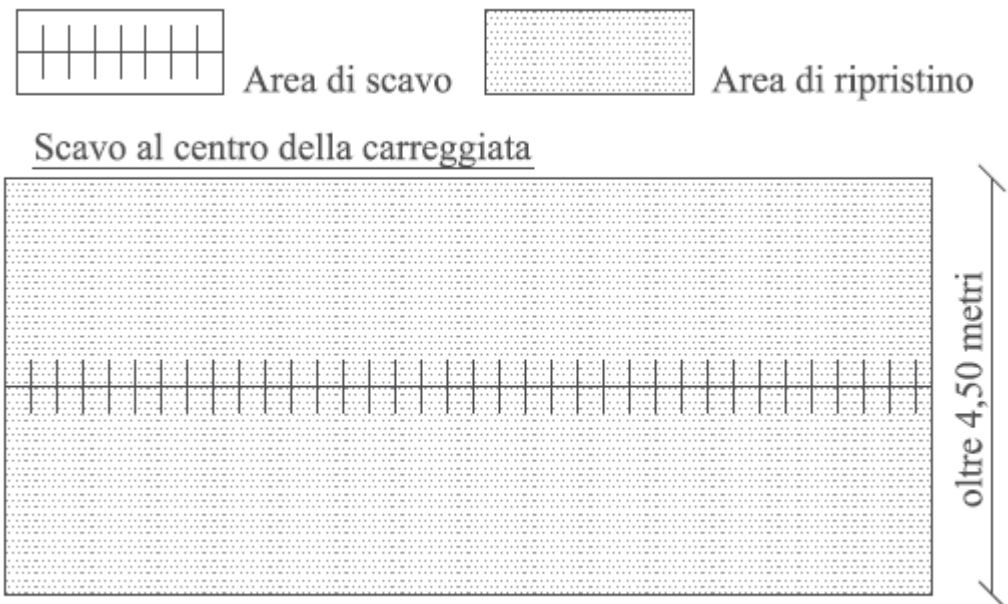 Area di scavo
Area di ripristino
Scavo al centro della carreggiata
oltre 4,50 metri